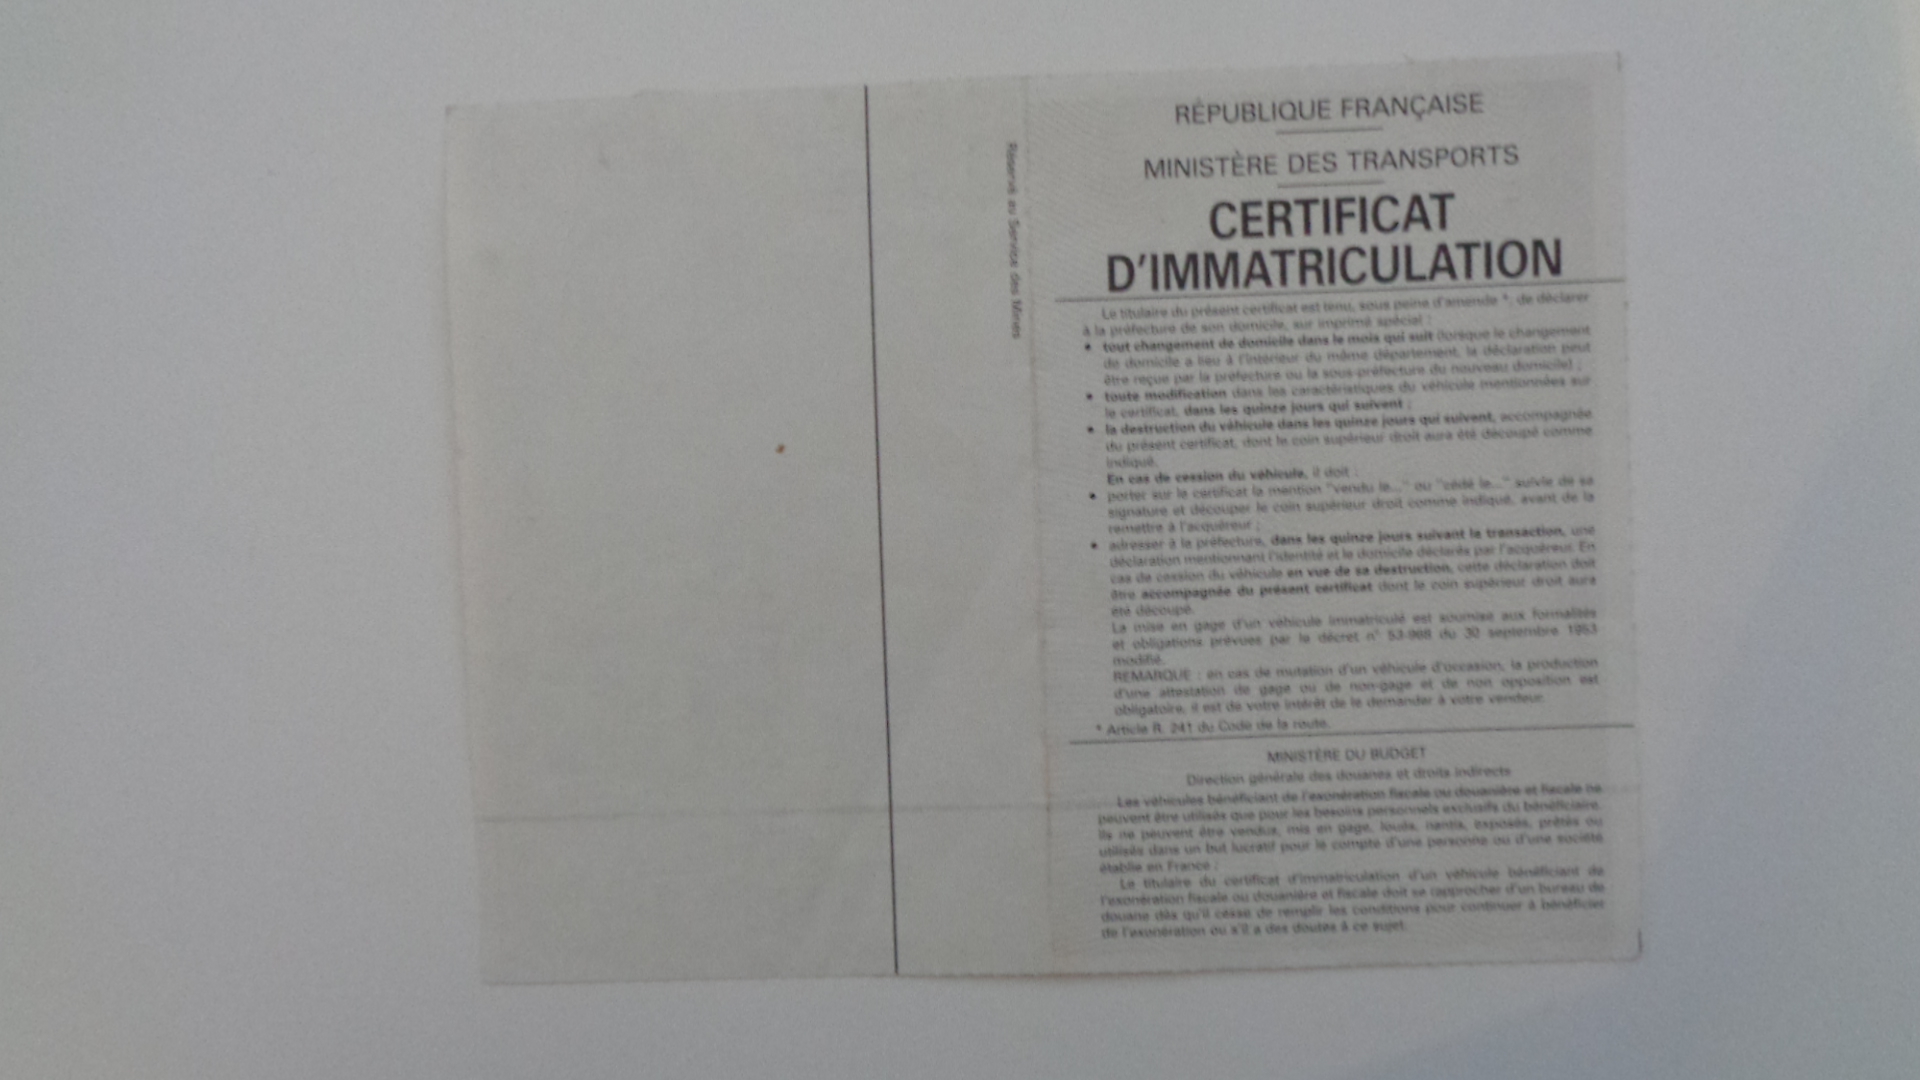 RÉPUBLIQUE FRANÇAISE
MINISTÈRE DES TRANSPORTS
CERTIFICAT
D'IMMATRICULATION
Le titulaire du présent certificat est tenu, sous peine d'amende *, de déclarer
à la préfecture de son domicile, sur imprimé spécial :
• tout changement de domicile dans le mois qui suit (lorsque le changement
de domicile a lieu à l'intérieur du même département, la déclaration peut
être reçue par la préfecture ou la sous-préfecture du nouveau domicile) ;
• toute modification dans les caractéristiques du véhicule mentionnées sur
le certificat, dans les quinze jours qui suivent ;
• la destruction du véhicule dans les quinze jours qui suivent, accompagnée
du présent certificat, dont le coin supérieur droit aura été découpé comme
indiqué.
En cas de cession du véhicule, il doit :
• porter sur le certificat la mention "vendu le..." ou "cédé le..." suivie de sa
signature et découper le coin supérieur droit comme indiqué, avant de la
remettre à l'acquéreur ;
• adresser à la préfecture, dans les quinze jours suivant la transaction, une
déclaration mentionnant l'identité et le domicile déclarés par l'acquéreur. En
cas de cession du véhicule en vue de sa destruction, cette déclaration doit
être accompagnée du présent certificat dont le coin supérieur droit aura
été découpé.
La mise en gage d'un véhicule immatriculé est soumise aux formalités
et obligations prévues par le décret n° 53-968 du 30 septembre 1953
modifié.
REMARQUE : en cas de mutation d'un véhicule d'occasion, la production
d'une attestation de gage ou de non-gage et de non opposition est
obligatoire, il est de votre intérêt de le demander à votre vendeur.
* Article R. 241 du Code de la route.
MINISTÈRE DU BUDGET
Direction générale des douanes et droits indirects
Les véhicules bénéficiant de l'exonération fiscale ou douanière et fiscale ne
peuvent être utilisés que pour les besoins personnels exclusifs du bénéficiaire.
Ils ne peuvent être vendus, mis en gage, loués, nantis, exposés, prêtés ou
utilisés dans un but lucratif pour le compte d'une personne ou d'une société
établie en France ;
Le titulaire du certificat d'immatriculation d'un véhicule bénéficiant de
l'exonération fiscale ou douanière et fiscale doit se rapprocher d'un bureau de
douane dès qu'il cesse de remplir les conditions pour continuer à bénéficier
de l'exonération ou s'il a des doutes à ce sujet.
Réservé au Service des Mines